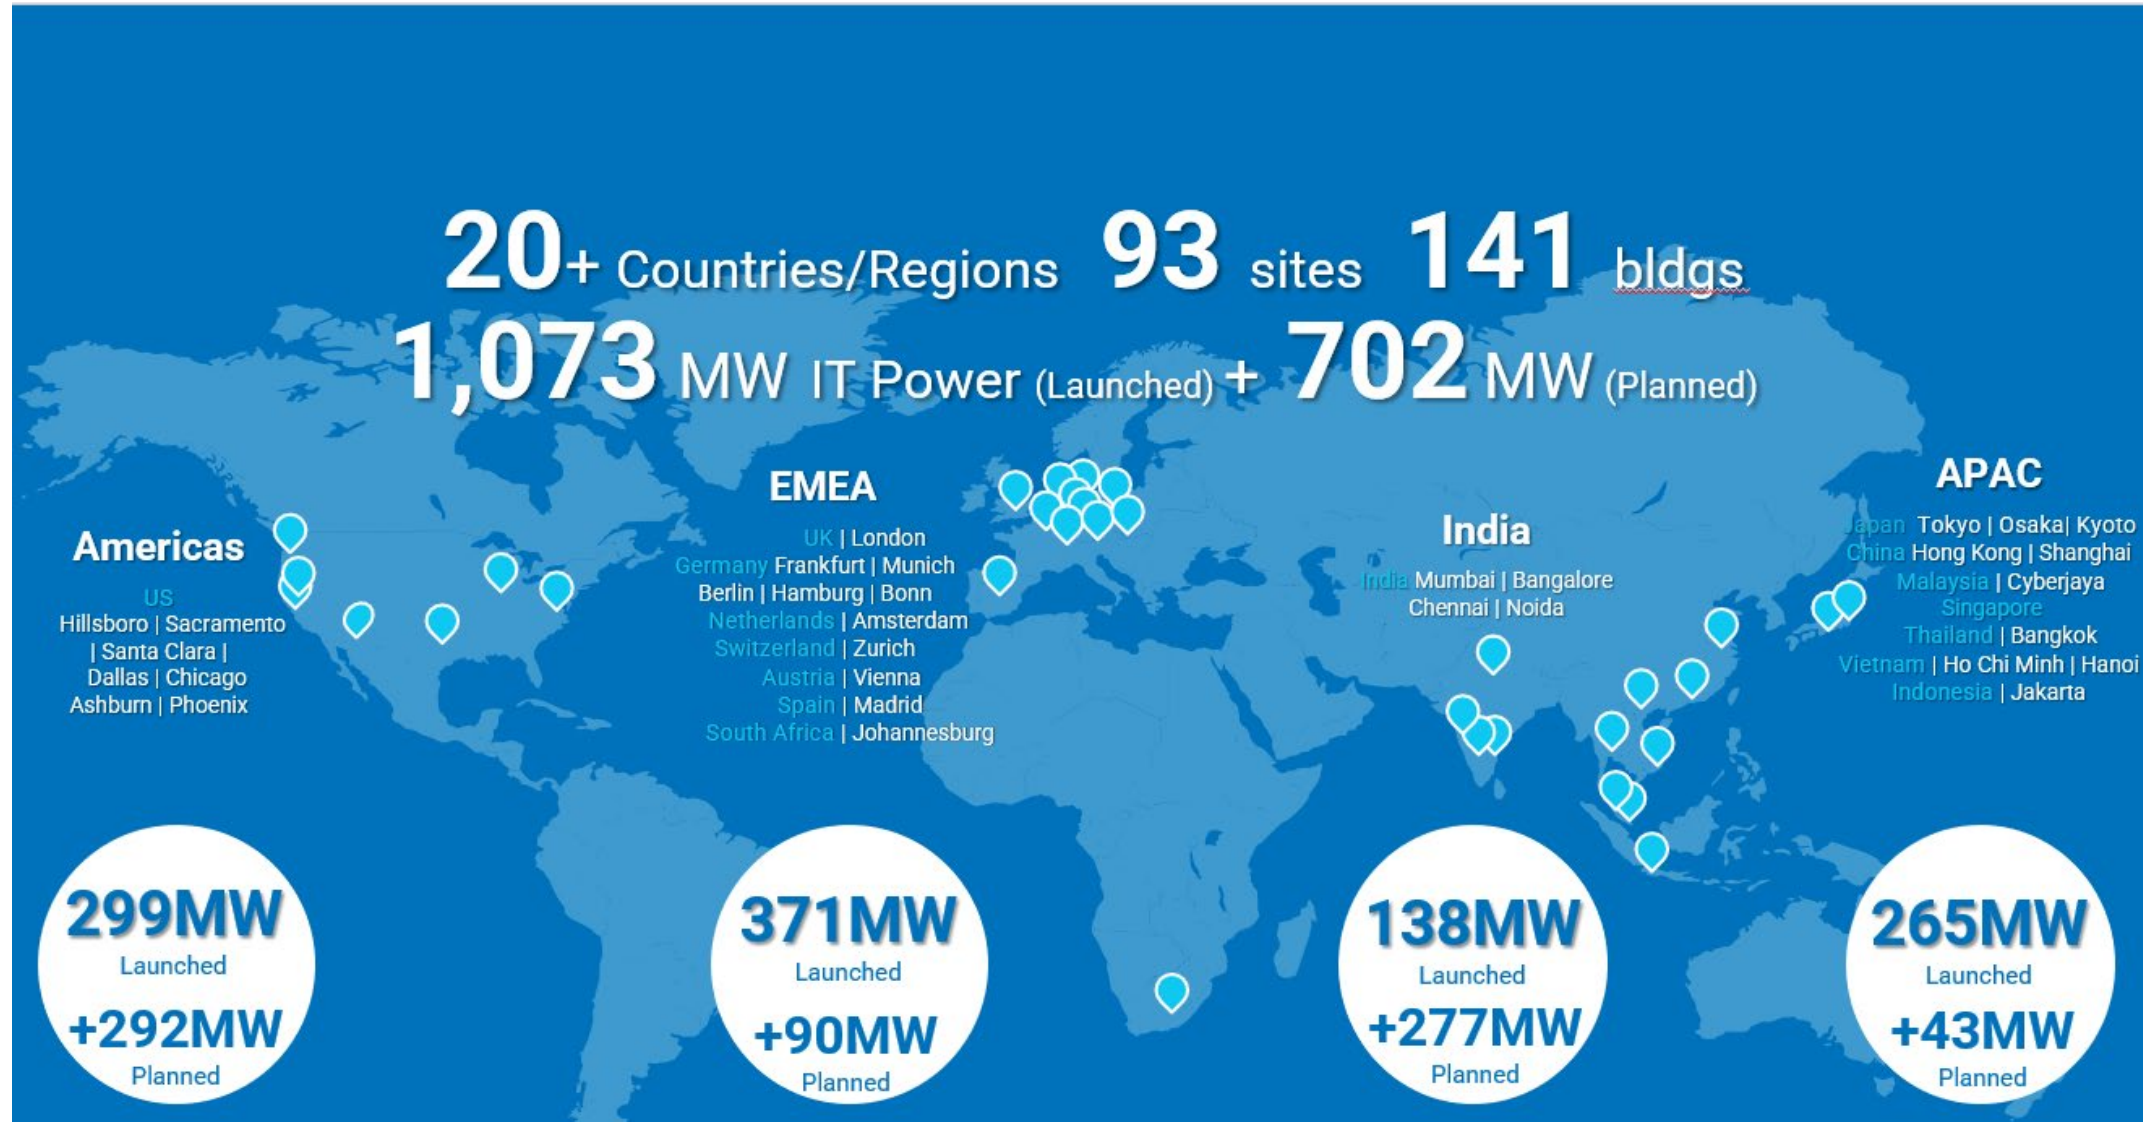 20+ Countries/Regions 93 sites 141 bldgs
1,073 MW IT Power (Launched) + 702 MW (Planned)
Americas
US
Hillsboro | Sacramento
| Santa Clara |
Dallas | Chicago
Ashburn | Phoenix
299MW
Launched
+292MW
Planned
EMEA
UK | London
Germany Frankfurt | Munich
Berlin | Hamburg | Bonn
Netherlands | Amsterdam
Switzerland | Zurich
Austria | Vienna
Spain | Madrid
South Africa | Johannesburg
371MW
Launched
+90MW
Planned
India
India Mumbai | Bangalore
Chennai | Noida
138MW
Launched
+277MW
Planned
APAC
Japan Tokyo | Osaka| Kyoto
China Hong Kong | Shanghai
Malaysia | Cyberjaya
Singapore
Thailand | Bangkok
Vietnam | Ho Chi Minh | Hanoi
Indonesia | Jakarta
265MW
Launched
+43MW
Planned